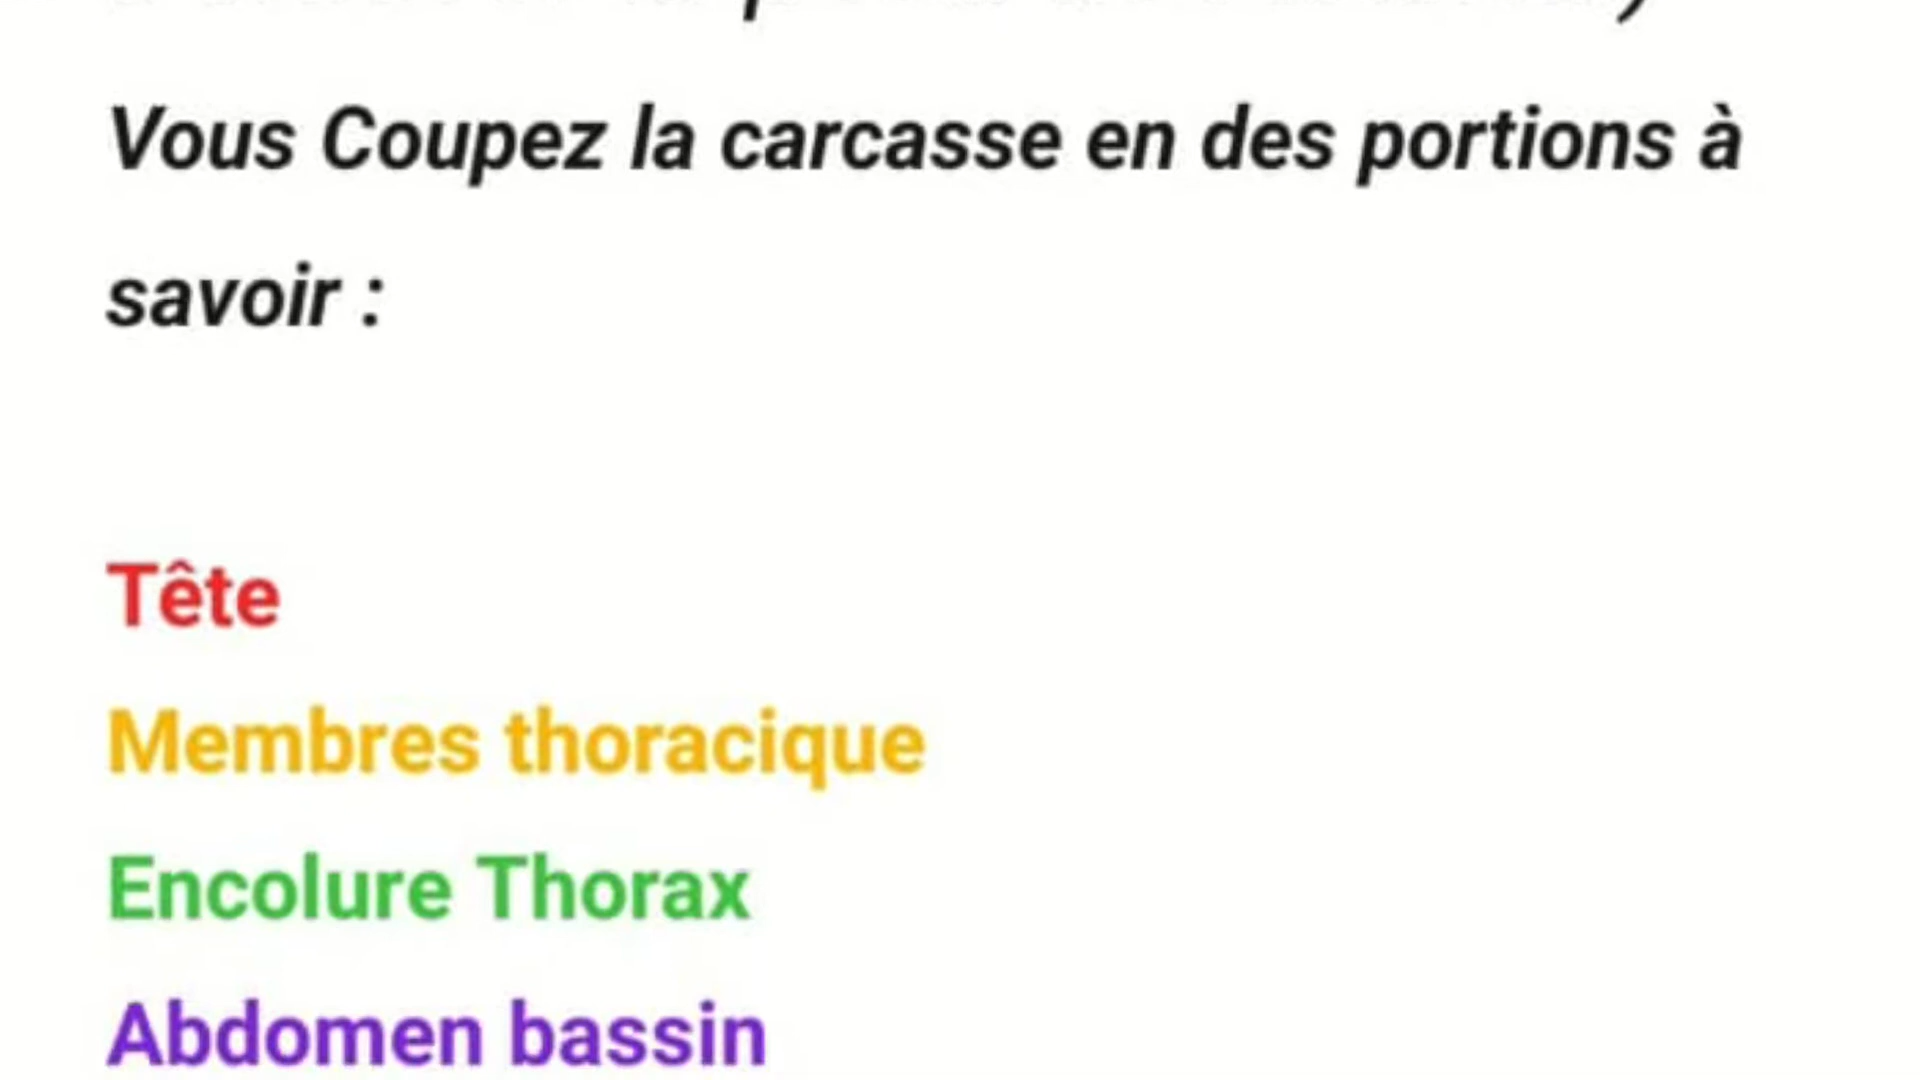 Vous Coupez la carcasse en des portions à
savoir :
Tête
Membres thoracique
Encolure Thorax
Abdomen bassin